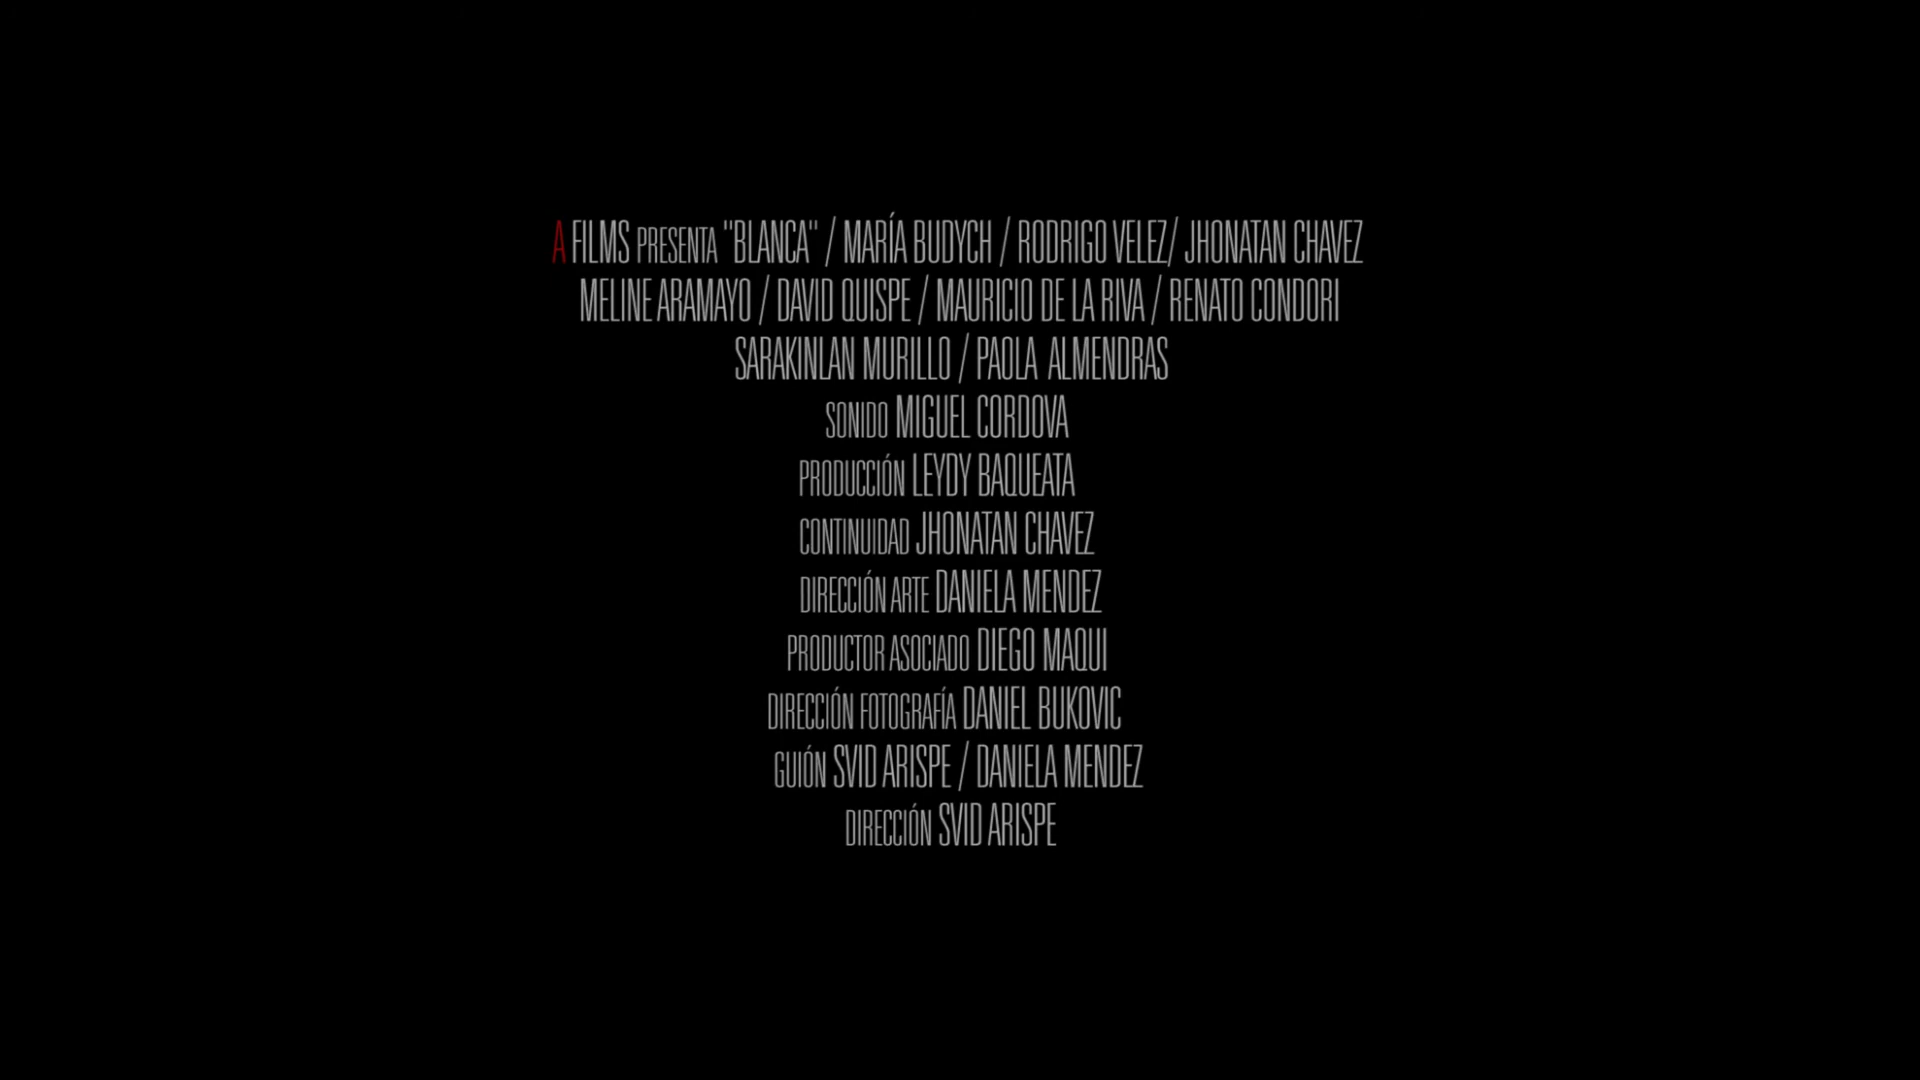 A FILMS PRESENTA "BLANCA" / MARÍA BUDYCH / RODRIGO VELEZ/ JHONATAN CHAVEZ
MELINE ARAMAYO / DAVID QUISPE / MAURICIO DE LA RIVA / RENATO CONDORI
SARAKINLAN MURILLO / PAOLA ALMENDRAS
SONIDO MIGUEL CORDOVA
PRODUCCIÓN LEYDY BAQUEATA
CONTINUIDAD JHONATAN CHAVEZ
DIRECCIÓN ARTE DANIELA MENDEZ
PRODUCTOR ASOCIADO DIEGO MAQUI
DIRECCIÓN FOTOGRAFÍA DANIEL BUKOVIC
GUIÓN SVID ARISPE / DANIELA MENDEZ
DIRECCIÓN SVID ARISPE